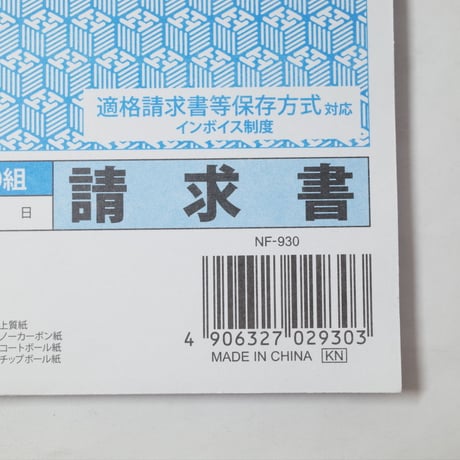 適格請求書等保存方式対応
インボイス制度
組
日
請求書
NF-930
4 906327 029303
MADE IN CHINA KN
上質紙
ノーカーボン紙
コートボール紙
チップボール紙